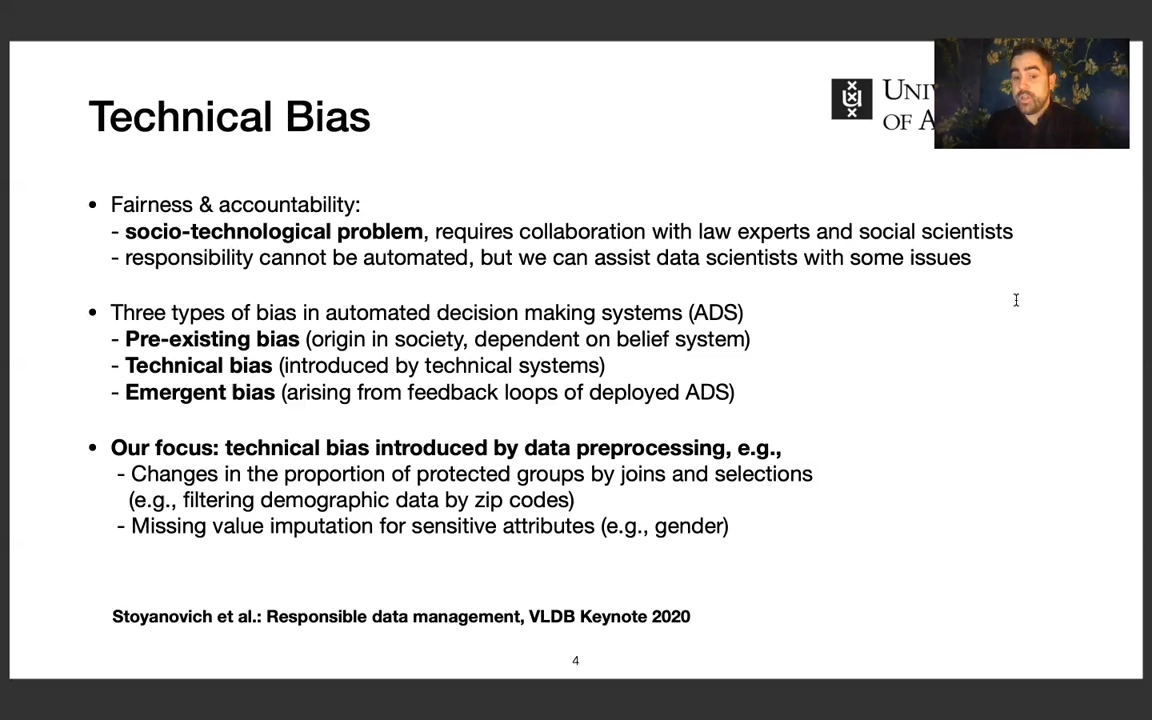 Technical Bias
UNIV
OF A
• Fairness & accountability:
- socio-technological problem, requires collaboration with law experts and social scientists
- responsibility cannot be automated, but we can assist data scientists with some issues
• Three types of bias in automated decision making systems (ADS)
- Pre-existing bias (origin in society, dependent on belief system)
- Technical bias (introduced by technical systems)
- Emergent bias (arising from feedback loops of deployed ADS)
• Our focus: technical bias introduced by data preprocessing, e.g.,
- Changes in the proportion of protected groups by joins and selections
(e.g., filtering demographic data by zip codes)
- Missing value imputation for sensitive attributes (e.g., gender)
Stoyanovich et al.: Responsible data management, VLDB Keynote 2020
4